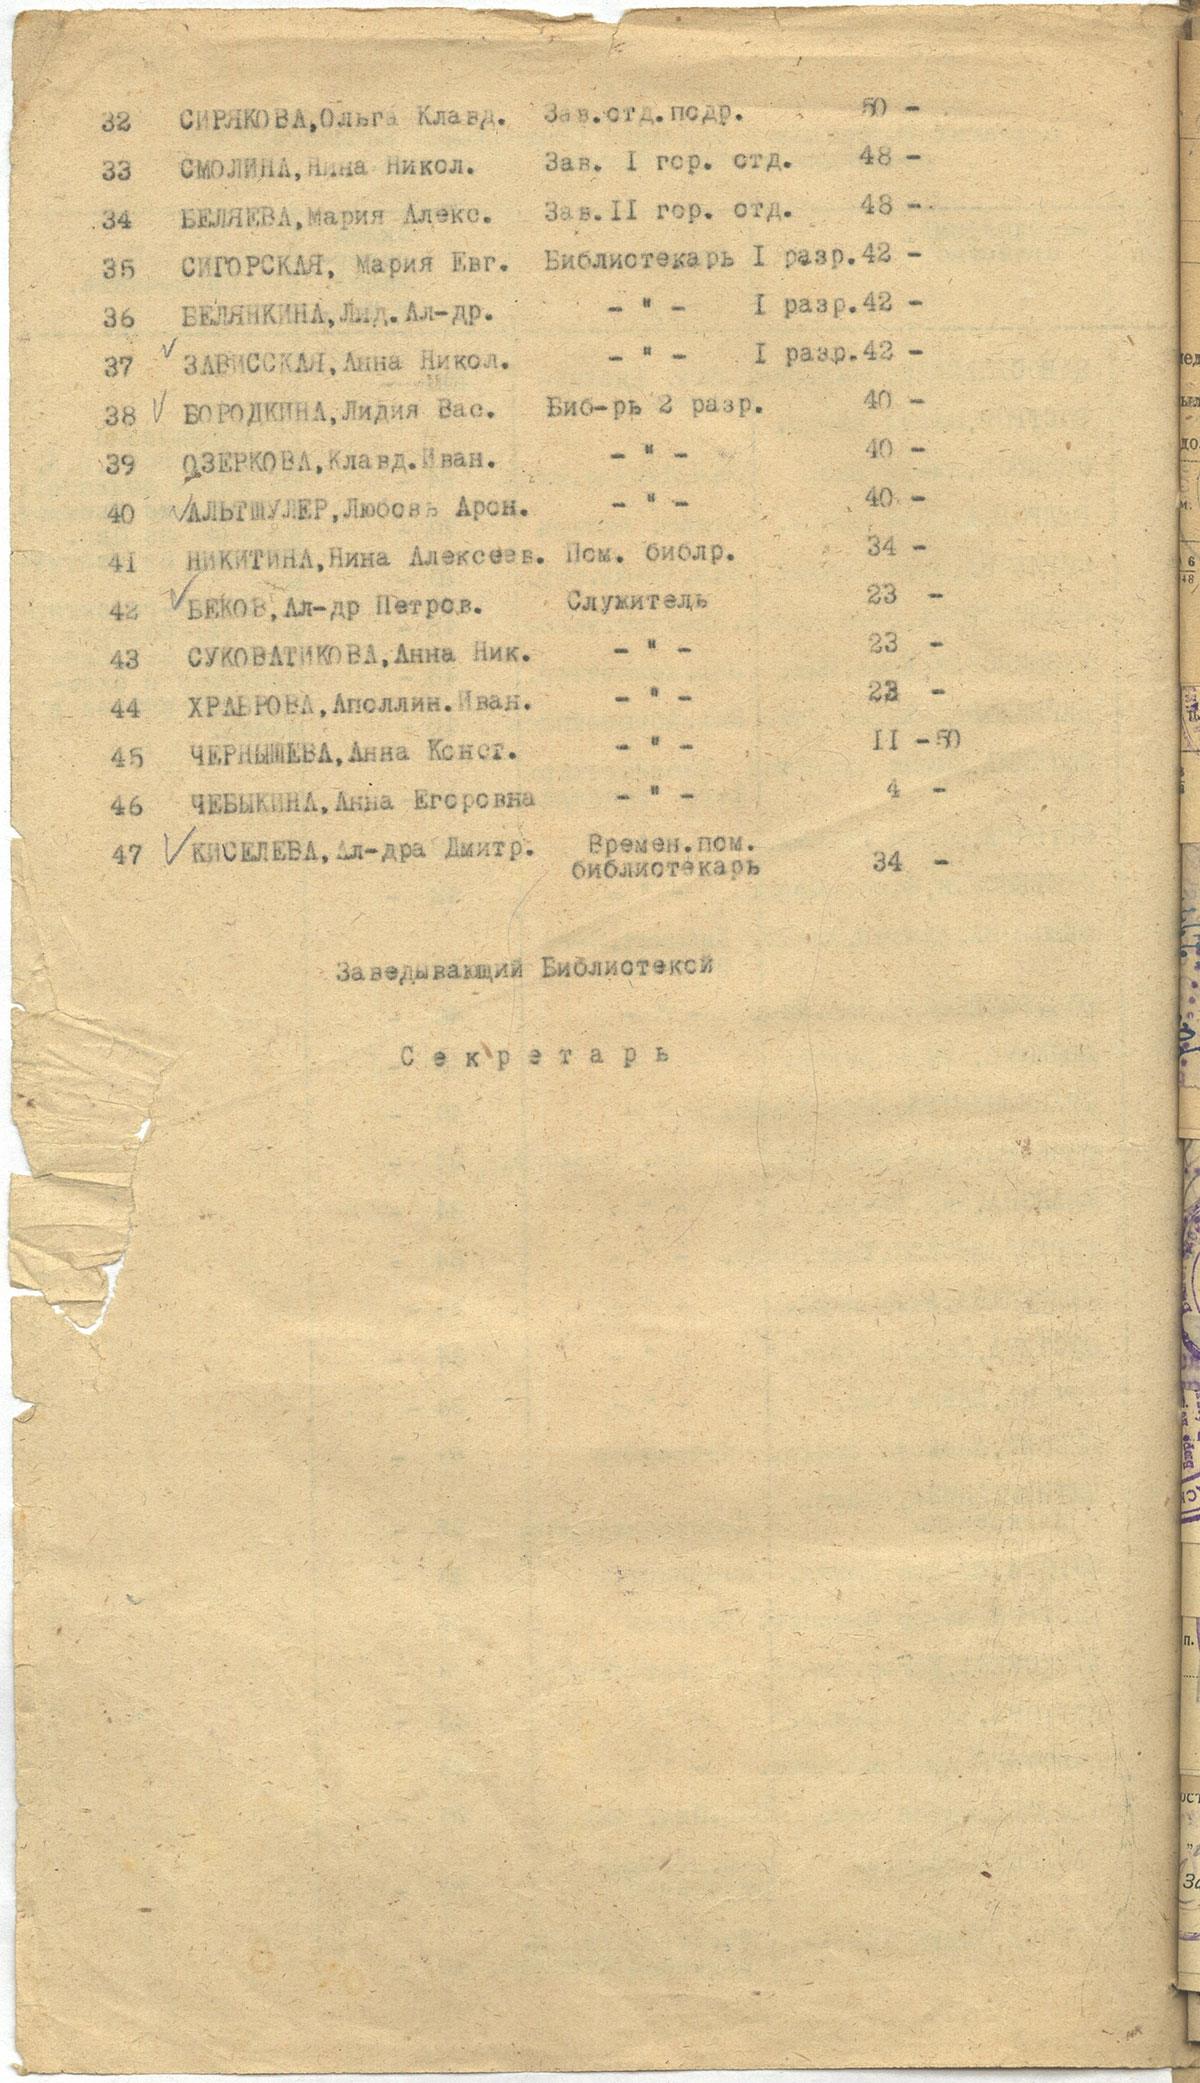 32 СИРЯКОВА,Ольга Клавд. Зав.отд.подр. 50 -
33 СМОЛИНА,Нина Никол. Зав. I гор. отд. 48 -
34 БЕЛЯЕВА,Мария Алекс. Зав.II гор. отд. 48 -
35 СИГОРСКАЯ, Мария Евг. Библиотекарь I разр.42 -
36 БЕЛЯНКИНА,Лид.Ал-др. - " - I разр.42 -
37 ЗАВИССКАЯ,Анна Никол. - " - I разр.42 -
38 БОРОДКИНА,Лидия Вас. Биб-рь 2 разр. 40 -
39 ОЗЕРКОВА,Клавд.Иван. - " - 40 -
40 АЛЬТШУЛЕР,Любовь Арон. - " - 40 -
41 НИКИТИНА,Нина Алексеев. Пом. библр. 34 -
42 БЕКОВ,Ал-др Петров. Служитель 23 -
43 СУКОВАТИКОВА,Анна Ник. - " - 23 -
44 ХРАБРОВА,Аполлин.Иван. - " - 23 -
45 ЧЕРНЫШЕВА,Анна Конст. - " - II -50
46 ЧЕБЫКИНА,Анна Егоровна - " - 4 -
47 КИСЕЛЕВА,Ал-дра Дмитр. Времен.пом.
библиотекарь 34 -
Заведывающий Библиотекой
Секретарь